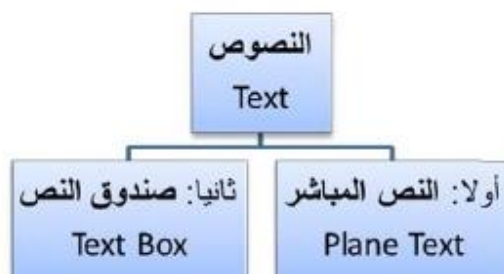 النصوص
Text
أولا: النص المباشر
Plane Text
ثانيا: صندوق النص
Text Box